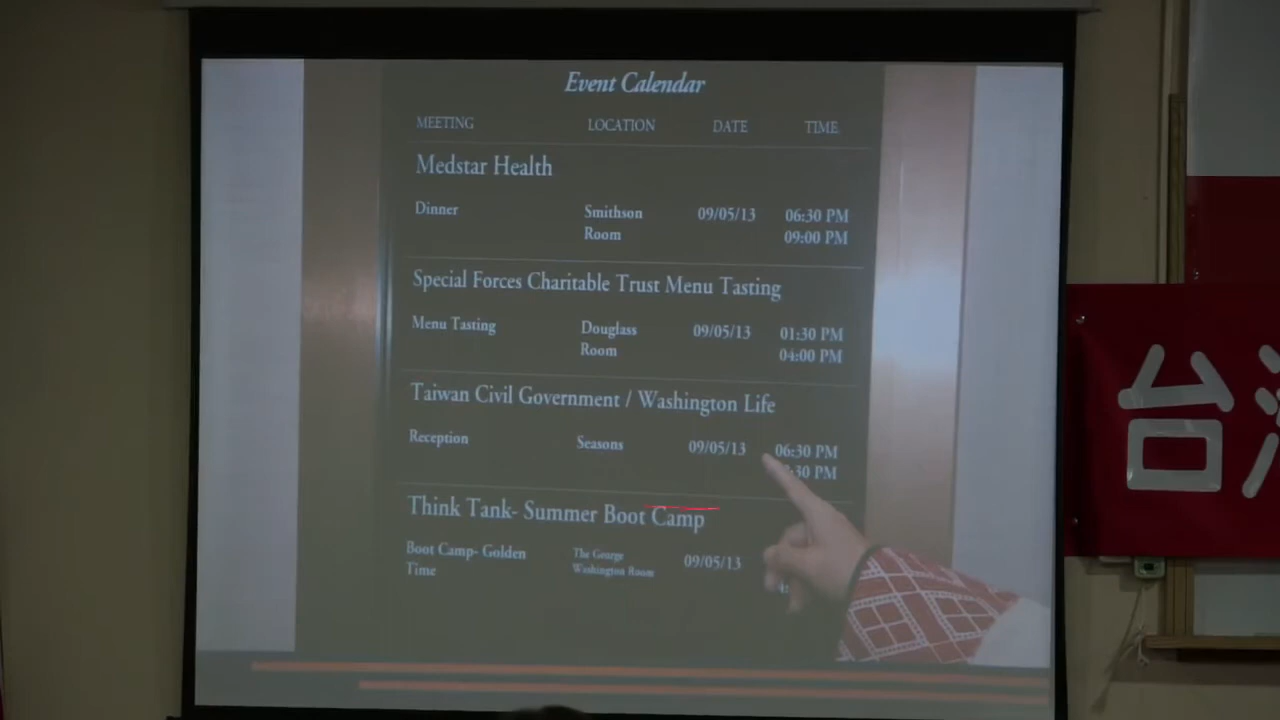 Event Calendar
MEETING LOCATION DATE TIME
Medstar Health
Dinner Smithson Room 09/05/13 06:30 PM 09:00 PM
Special Forces Charitable Trust Menu Tasting
Menu Tasting Douglass Room 09/05/13 01:30 PM 04:00 PM
Taiwan Civil Government / Washington Life
Reception Seasons 09/05/13 06:30 PM :30 PM
Think Tank- Summer Boot Camp
Boot Camp- Golden Time The George Washington Room 09/05/13
台